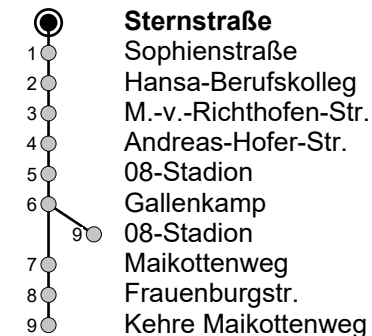 Sternstraße
1 Sophienstraße
2 Hansa-Berufskolleg
3 M.-v.-Richthofen-Str.
4 Andreas-Hofer-Str.
5 08-Stadion
6 Gallenkamp
9 08-Stadion
7 Maikottenweg
8 Frauenburgstr.
9 Kehre Maikottenweg